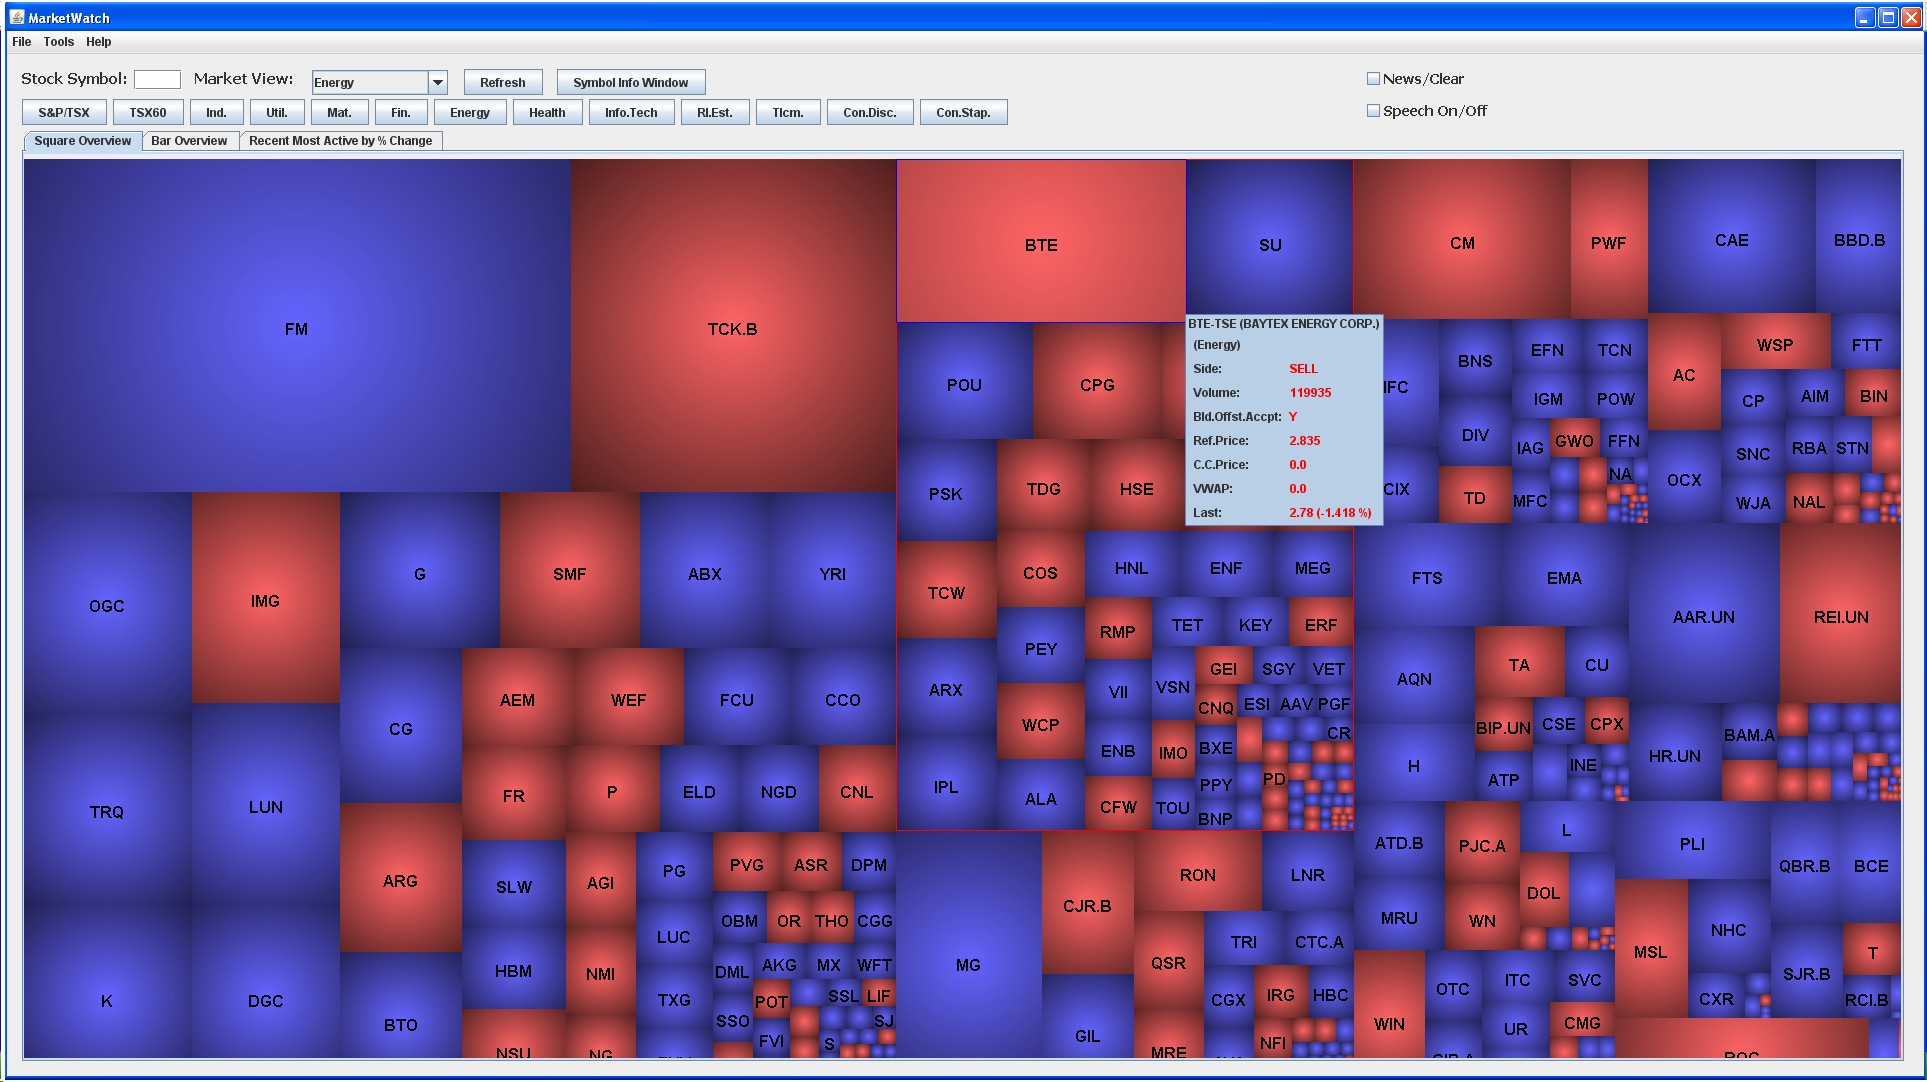 MarketWatch
File Tools Help
Stock Symbol: Market View: Energy Refresh Symbol Info Window News/Clear
S&P/TSX TSX60 Ind. Util. Mat. Fin. Energy Health Info.Tech Rl.Est. Tlcm. Con.Disc. Con.Stap. Speech On/Off
Square Overview Bar Overview Recent Most Active by % Change
FM
TCK.B
OGC
IMG
G
SMF
ABX
YRI
TRQ
LUN
CG
AEM
WEF
FCU
CCO
FR
P
ELD
NGD
CNL
ARG
K
DGC
BTO
SLW
AGI
PG
PVG
ASR
DPM
HBM
NMI
LUC
OBM
OR
THO
CGG
TXG
DML
AKG
MX
WFT
SSO
POT
SSL
LIF
FVI
S
SJ
NSU
NG
BTE
SU
BTE-TSE (BAYTEX ENERGY CORP.)
(Energy)
Side: SELL
Volume: 119935
Bld.Offst.Accpt: Y
Ref.Price: 2.835
C.C.Price: 0.0
VWAP: 0.0
Last: 2.78 (-1.418 %)
POU
CPG
PSK
TDG
HSE
TCW
COS
HNL
ENF
MEG
PEY
RMP
TET
KEY
ERF
ARX
WCP
VII
VSN
GEI
SGY
VET
CNQ
ESI
AAV
PGF
IPL
ALA
ENB
IMO
BXE
CR
CFW
TOU
PPY
PD
BNP
CM
PWF
CAE
BBD.B
IFC
BNS
EFN
TCN
IGM
POW
CIX
DIV
IAG
GWO
FFN
TD
MFC
NA
AC
WSP
FTT
CP
AIM
BIN
OCX
SNC
RBA
STN
WJA
NAL
FTS
EMA
AAR.UN
REI.UN
AQN
TA
CU
H
BIP.UN
CSE
CPX
ATP
INE
HR.UN
BAM.A
MG
CJR.B
RON
LNR
QSR
TRI
CTC.A
GIL
CGX
IRG
HBC
MRE
NFI
ATD.B
PJC.A
L
MRU
WN
DOL
WIN
OTC
ITC
SVC
UR
CMG
PLI
QBR.B
BCE
MSL
NHC
CXR
SJR.B
T
RCI.B